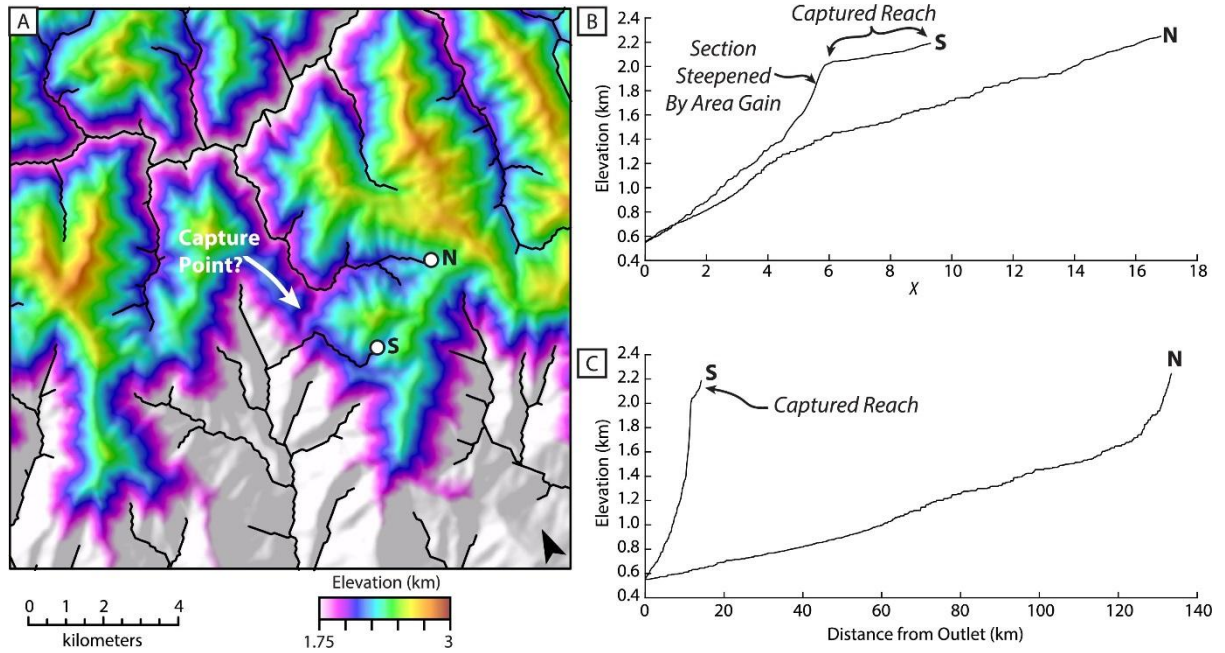 A
Capture
Point?
N
S
0 1 2 4
kilometers
Elevation (km)
1.75 3
B
Captured Reach
S
N
Section
Steepened
By Area Gain
Elevation (km)
2.4
2.2
2.0
1.8
1.6
1.4
1.2
1.0
0.8
0.6
0.4
0 2 4 6 8 10 12 14 16 18
χ
C
S
N
Captured Reach
Elevation (km)
2.4
2.2
2.0
1.8
1.6
1.4
1.2
1.0
0.8
0.6
0.4
0 20 40 60 80 100 120 130 140
Distance from Outlet (km)